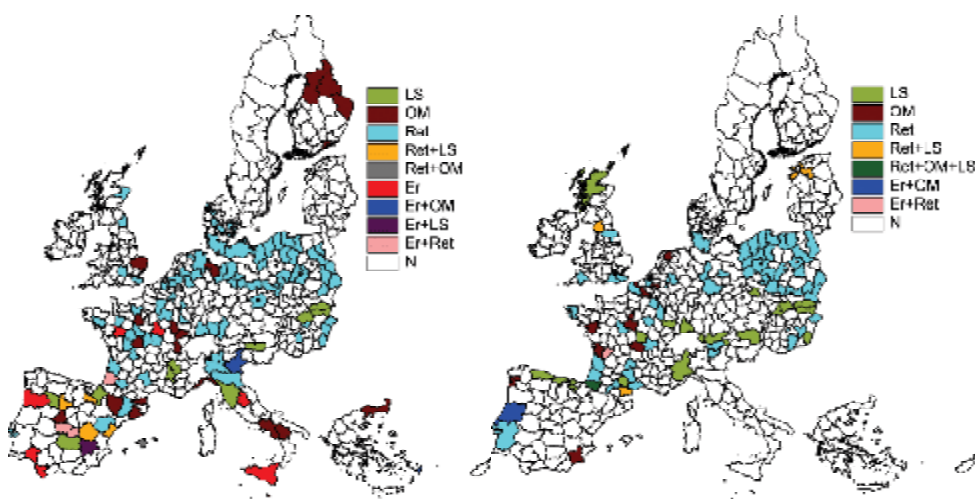 LS
OM
Ret
Ret+LS
Ret+OM
Er
Er+OM
Er+LS
Er+Ret
N
LS
OM
Ret
Ret+LS
Ret+OM+LS
Er+OM
Er+Ret
N